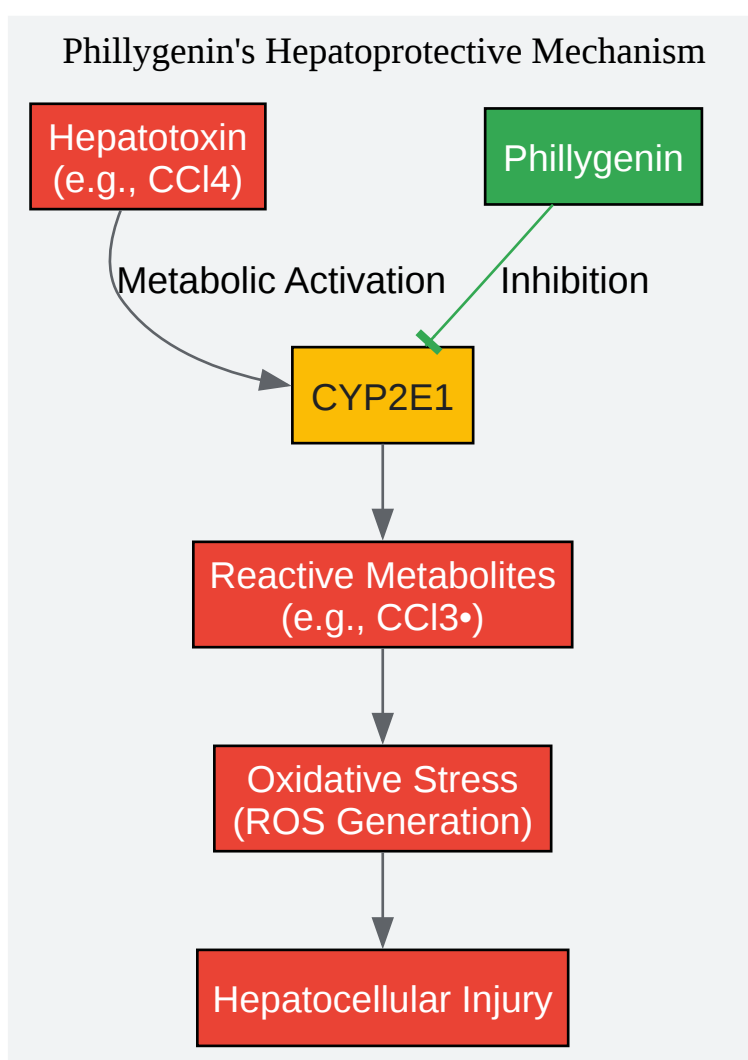 Phillygenin's Hepatoprotective Mechanism
Hepatotoxin
(e.g., CCl4)
Phillygenin
Metabolic Activation
Inhibition
CYP2E1
Reactive Metabolites
(e.g., CCl3•)
Oxidative Stress
(ROS Generation)
Hepatocellular Injury